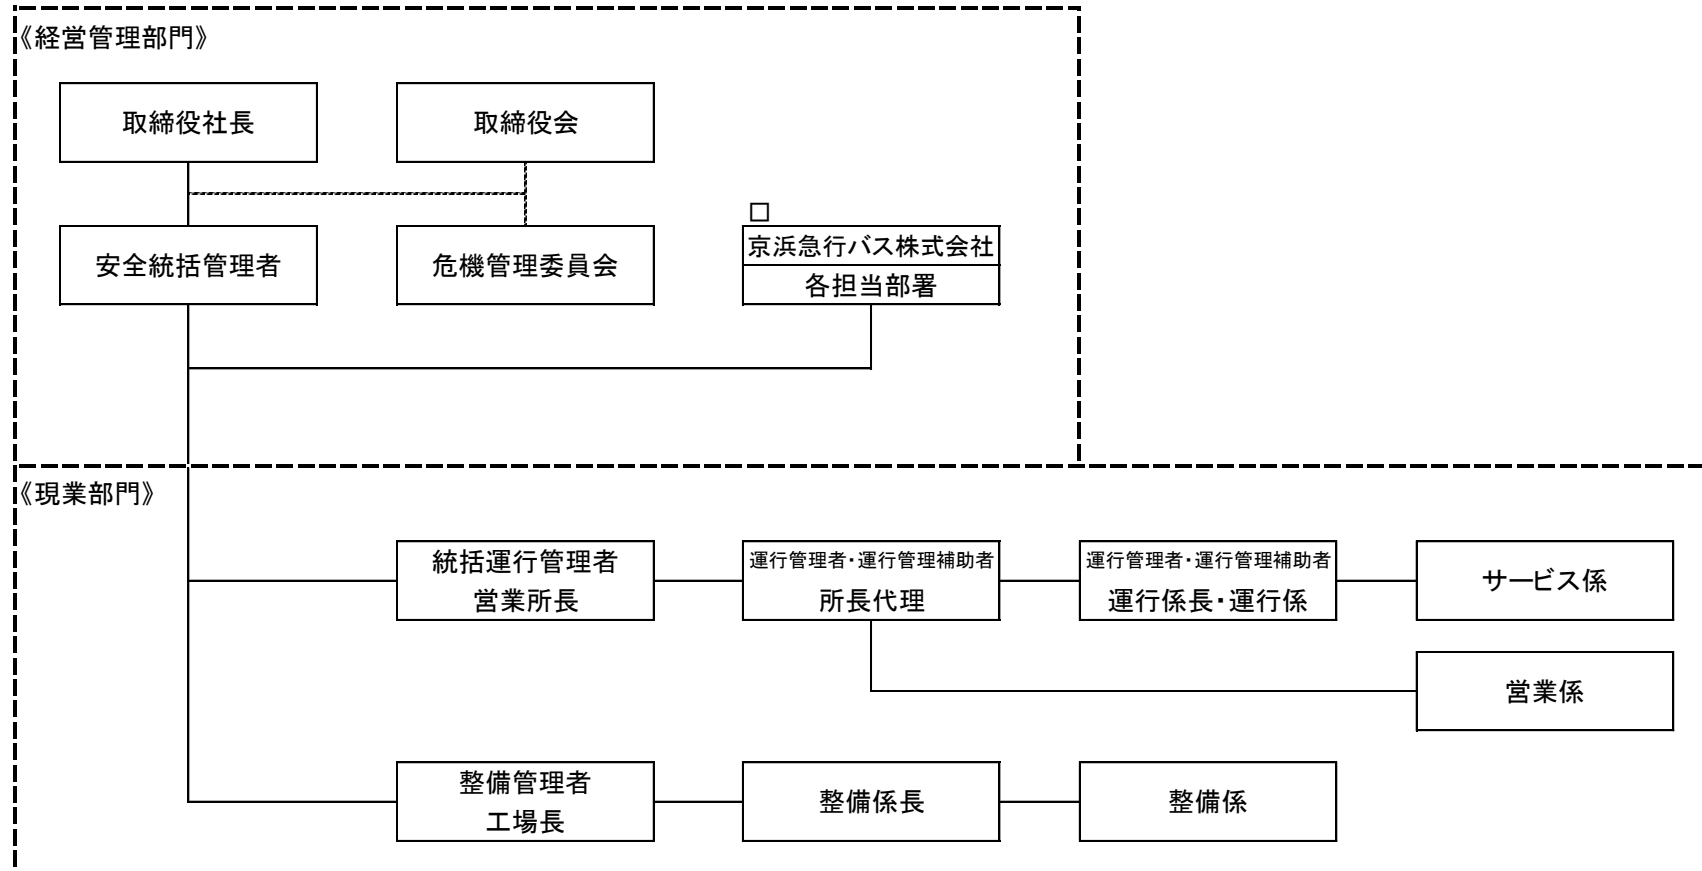 《経営管理部門》
取締役社長
取締役会
□
安全統括管理者
危機管理委員会
京浜急行バス株式会社
各担当部署
《現業部門》
統括運行管理者
営業所長
運行管理者・運行管理補助者
所長代理
運行管理者・運行管理補助者
運行係長・運行係
サービス係
営業係
整備管理者
工場長
整備係長
整備係